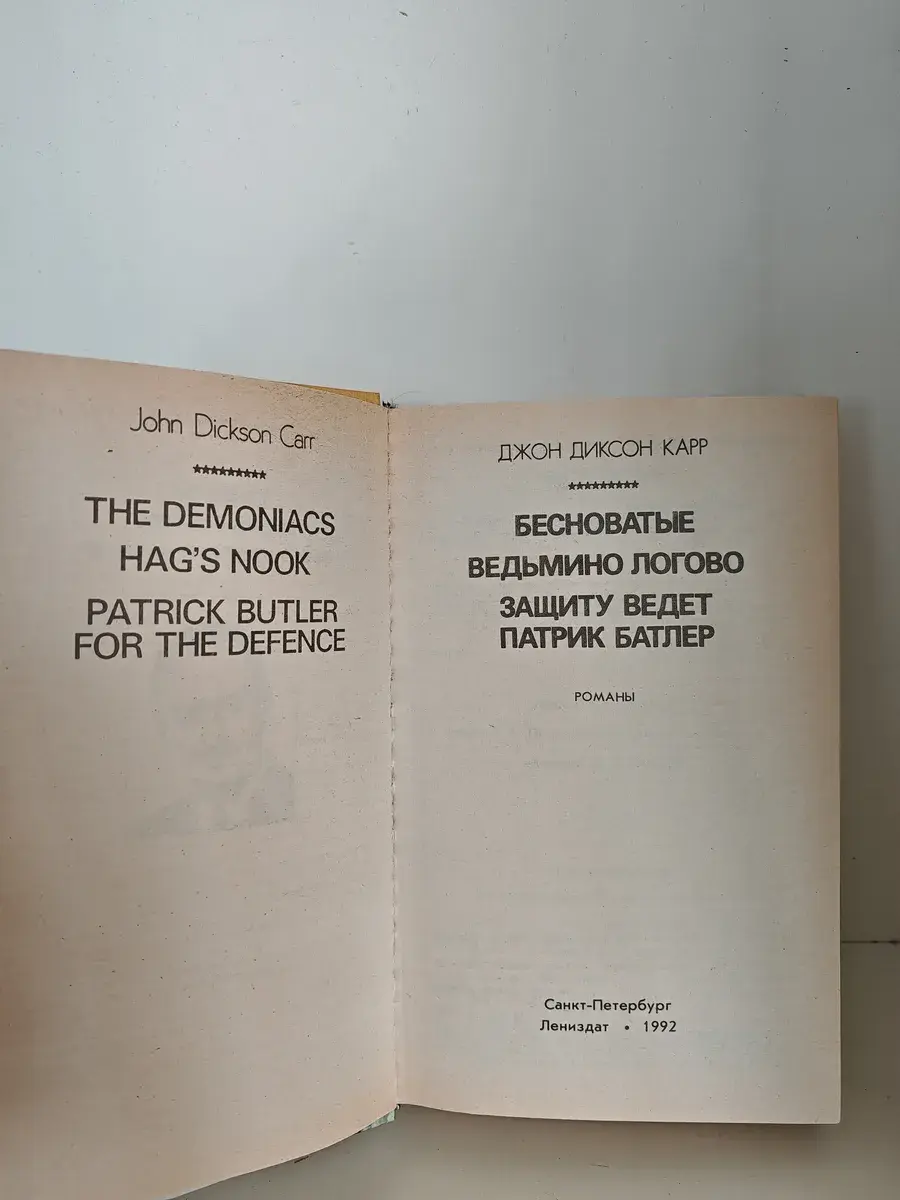 John Dickson Carr
★★★★★★★★★
THE DEMONIACS
HAG'S NOOK
PATRICK BUTLER
FOR THE DEFENCE
ДЖОН ДИКСОН КАРР
★★★★★★★★★
БЕСНОВАТЫЕ
ВЕДЬМИНО ЛОГОВО
ЗАЩИТУ ВЕДЕТ
ПАТРИК БАТЛЕР
РОМАНЫ
Санкт-Петербург
Лениздат • 1992